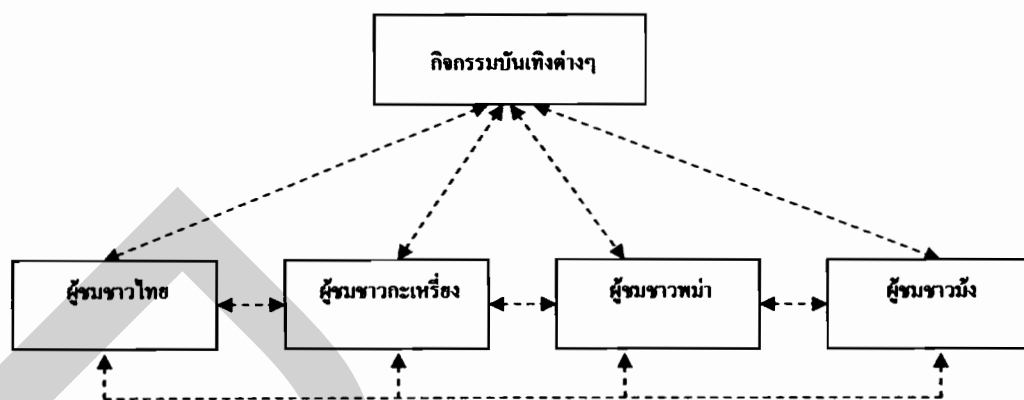 กิจกรรมบันเทิงต่างๆ
ผู้ชมชาวไทย
ผู้ชมชาวกะเหรี่ยง
ผู้ชมชาวพม่า
ผู้ชมชาวม้ง